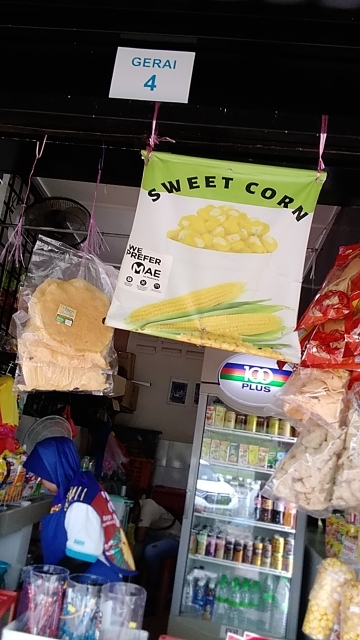 GERAI
4
SWEET CORN
WE
PREFER
MAE
100
PLUS